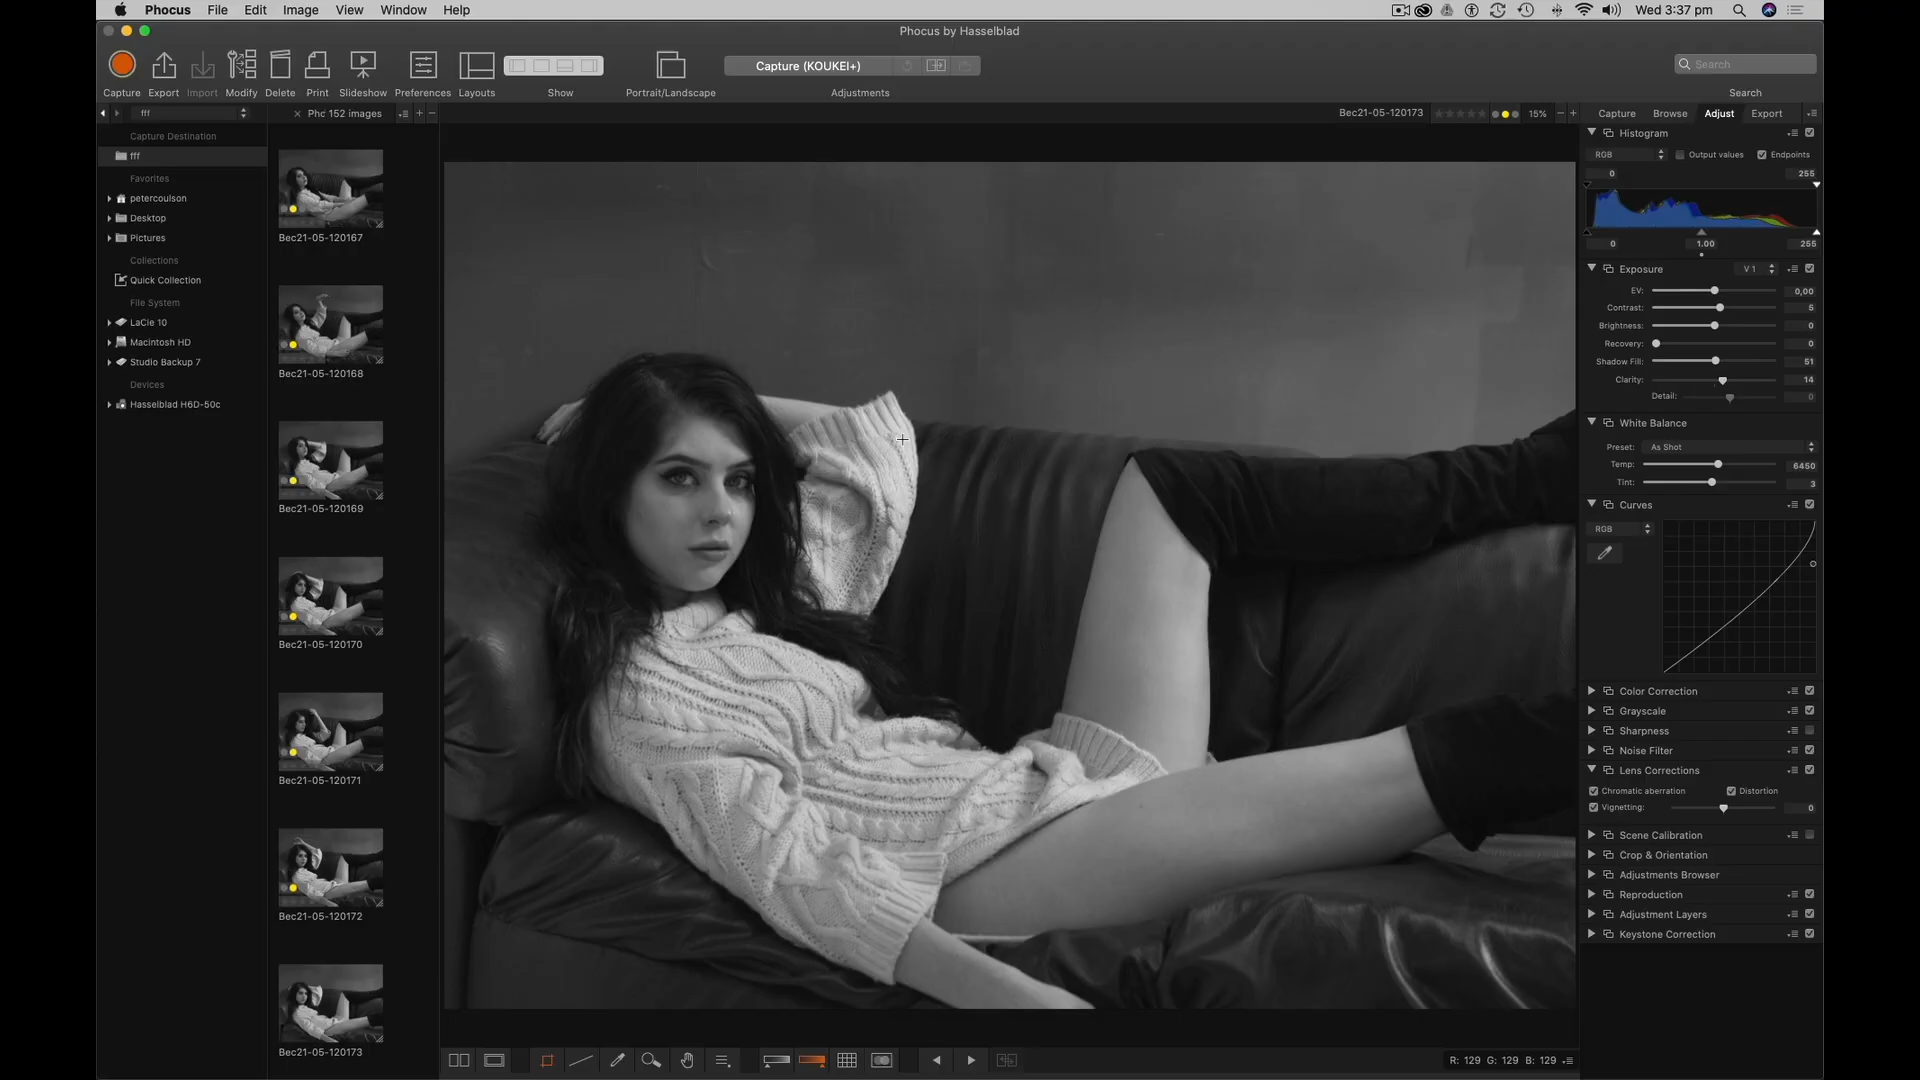 Phocus File Edit Image View Window Help
Wed 3:37 pm
Phocus by Hasselblad
Capture (KOUKEI+)
Search
Capture Export Import Modify Delete Print Slideshow Preferences Layouts Show Portrait/Landscape Adjustments Search
fff
152 images
Bec21-05-120173
15%
Capture Browse Adjust Export
Capture Destination
fff
Favorites
petercoulson
Desktop
Pictures
Collections
Quick Collection
File System
LaCie 10
Macintosh HD
Studio Backup 7
Devices
Hasselblad H6D-50c
Bec21-05-120167
Bec21-05-120168
Bec21-05-120169
Bec21-05-120170
Bec21-05-120171
Bec21-05-120172
Bec21-05-120173
Histogram
RGB Output values Endpoints
0 255
0 1.00 255
Exposure V 1
EV: 0,00
Contrast: 5
Brightness: 0
Recovery: 0
Shadow Fill: 51
Clarity: 14
Detail: 0
White Balance
Preset: As Shot
Temp: 6450
Tint: 3
Curves
RGB
Color Correction
Grayscale
Sharpness
Noise Filter
Lens Corrections
Chromatic aberration Distortion
Vignetting: 0
Scene Calibration
Crop & Orientation
Adjustments Browser
Reproduction
Adjustment Layers
Keystone Correction
R: 129 G: 129 B: 129